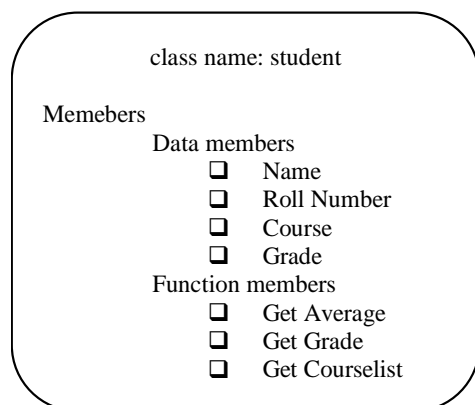 class name: student
Memebers
Data members
❑ Name
❑ Roll Number
❑ Course
❑ Grade
Function members
❑ Get Average
❑ Get Grade
❑ Get Courselist